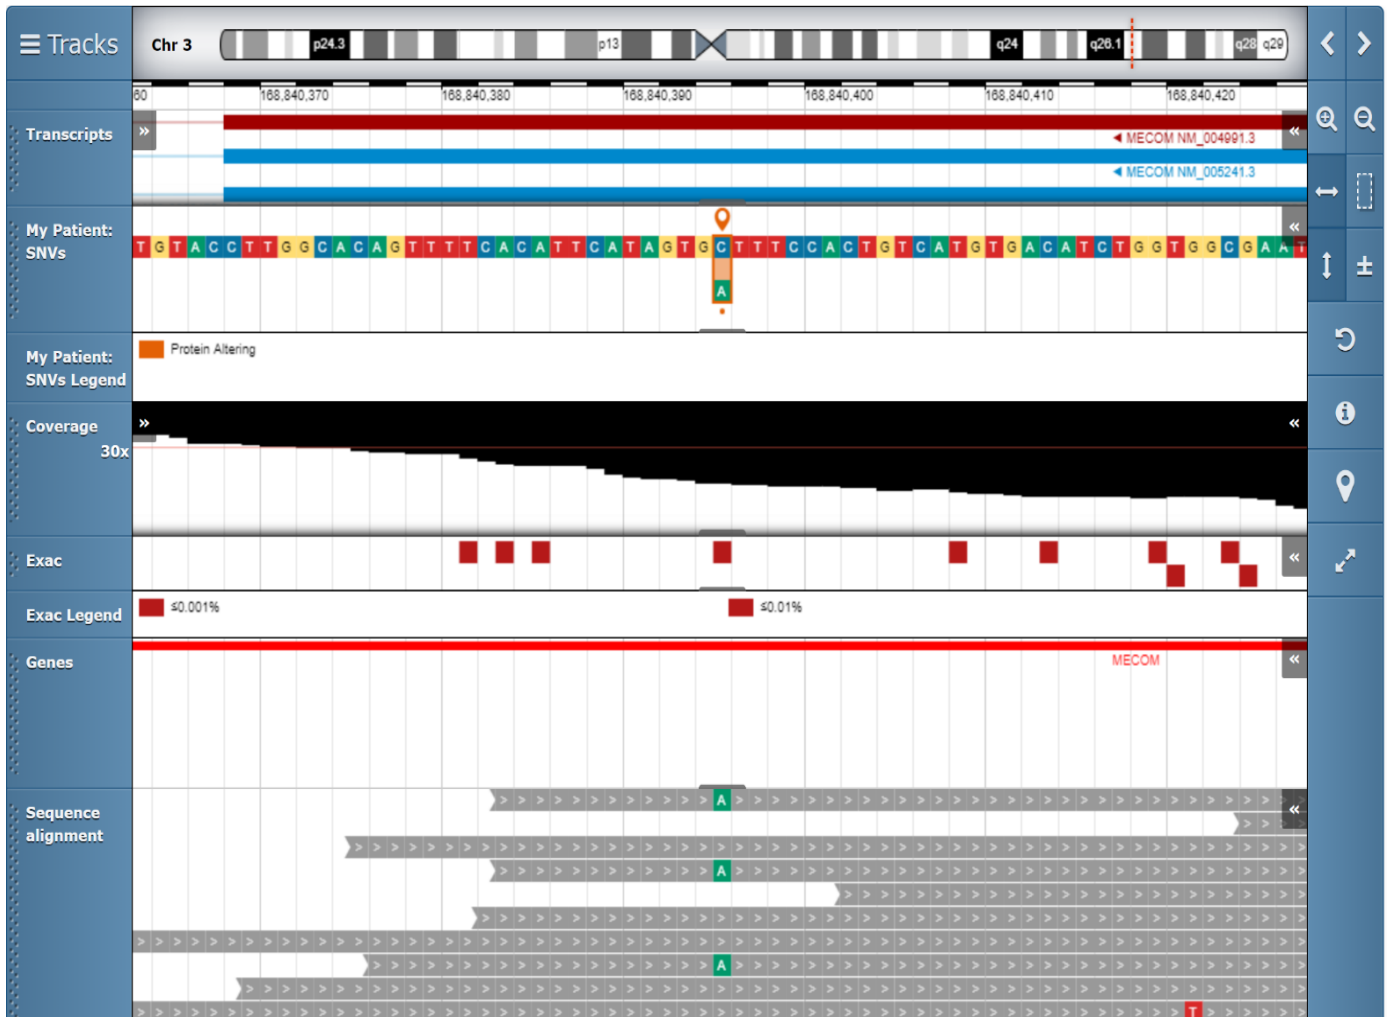 Tracks
Chr 3
p24.3
p13
q24
q26.1
q28
q29
60
168,840,370
168,840,380
168,840,390
168,840,400
168,840,410
168,840,420
Transcripts
MECOM NM_004991.3
MECOM NM_005241.3
My Patient:
SNVs
T G T A C C T T G G C A C A G T T T T C A C A T T C A T A G T G C T T T C C A C T G T C A T G T G A C A T C T G G T G G C G A A T
A
My Patient:
SNVs Legend
Protein Altering
Coverage
30x
Exac
Exac Legend
≤0.001%
≤0.01%
Genes
MECOM
Sequence
alignment
A
A
A
T